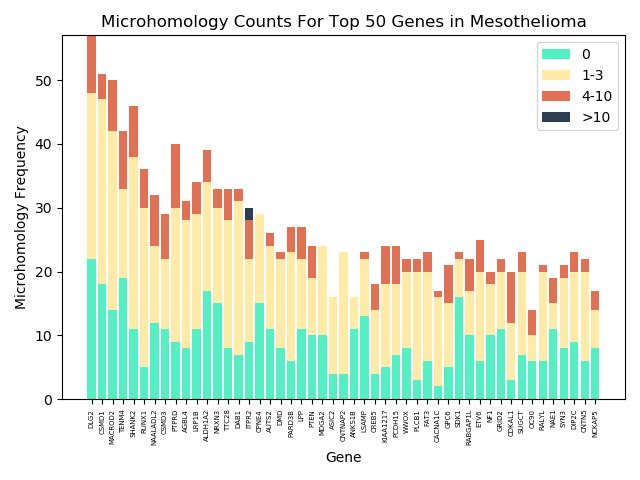 Microhomology Counts For Top 50 Genes in Mesothelioma
0
1-3
4-10
>10
Microhomology Frequency
50
40
30
20
10
0
DLG2
CSMD1
MACROD2
TENM4
SHANK2
RUNX1
NAALADL2
CSMD3
PTPRD
AGBL4
LRP1B
ALDH1A2
NRXN3
TTC28
DAB1
ITPR2
CPNE4
AUTS2
DMD
PARD3B
LPP
PTEN
MDGA2
ASIC2
CNTNAP2
ANKS1B
LSAMP
CREB5
KIAA1217
PCDH15
WWOX
PLCB1
FAT3
CACNA1C
GPC6
SDK1
RABGAP1L
ETV6
NF1
GRID2
CDKAL1
SUGCT
OC90
RALYL
NAE1
SYN3
DIP2C
CNTN5
NCKAP5
Gene